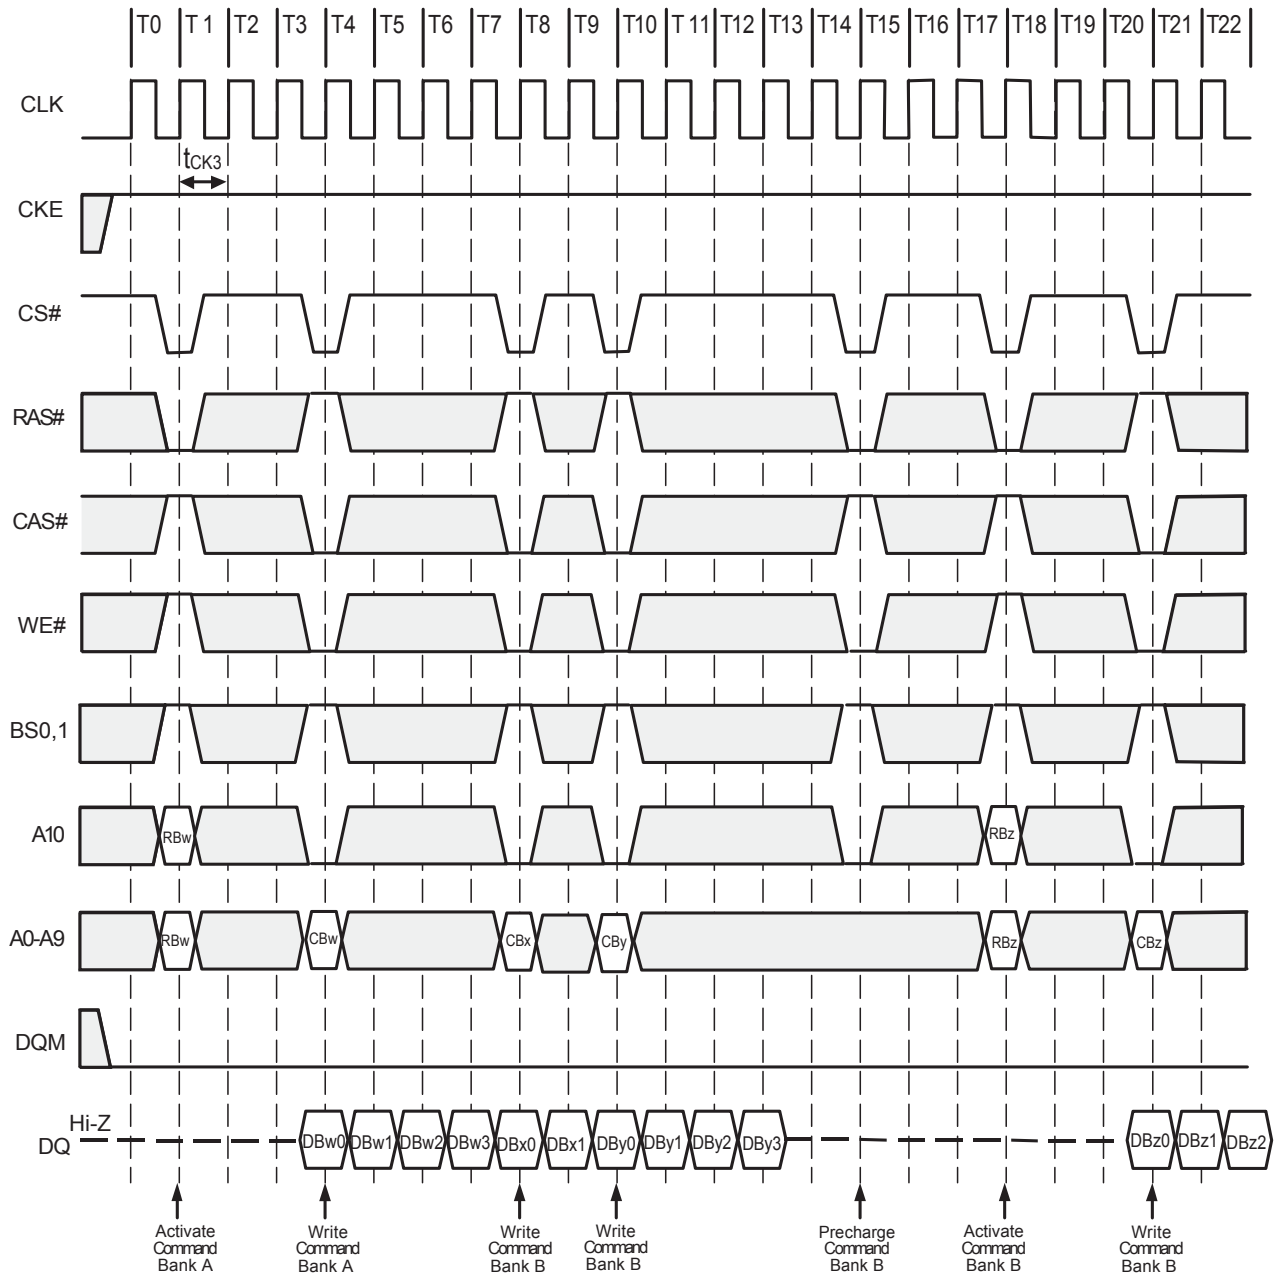 T0 T 1 T2 T3 T4 T5 T6 T7 T8 T9 T10 T 11 T12 T13 T14 T15 T16 T17 T18 T19 T20 T21 T22
CLK
tCK3
CKE
CS#
RAS#
CAS#
WE#
BS0,1
A10 RBw RBz
A0-A9 RBw CBw CBx CBy RBz CBz
DQM
Hi-Z
DQ DBw0 DBw1 DBw2 DBw3 DBx0 DBx1 DBy0 DBy1 DBy2 DBy3 DBz0 DBz1 DBz2
Activate Command Bank A
Write Command Bank A
Write Command Bank B
Write Command Bank B
Precharge Command Bank B
Activate Command Bank B
Write Command Bank B